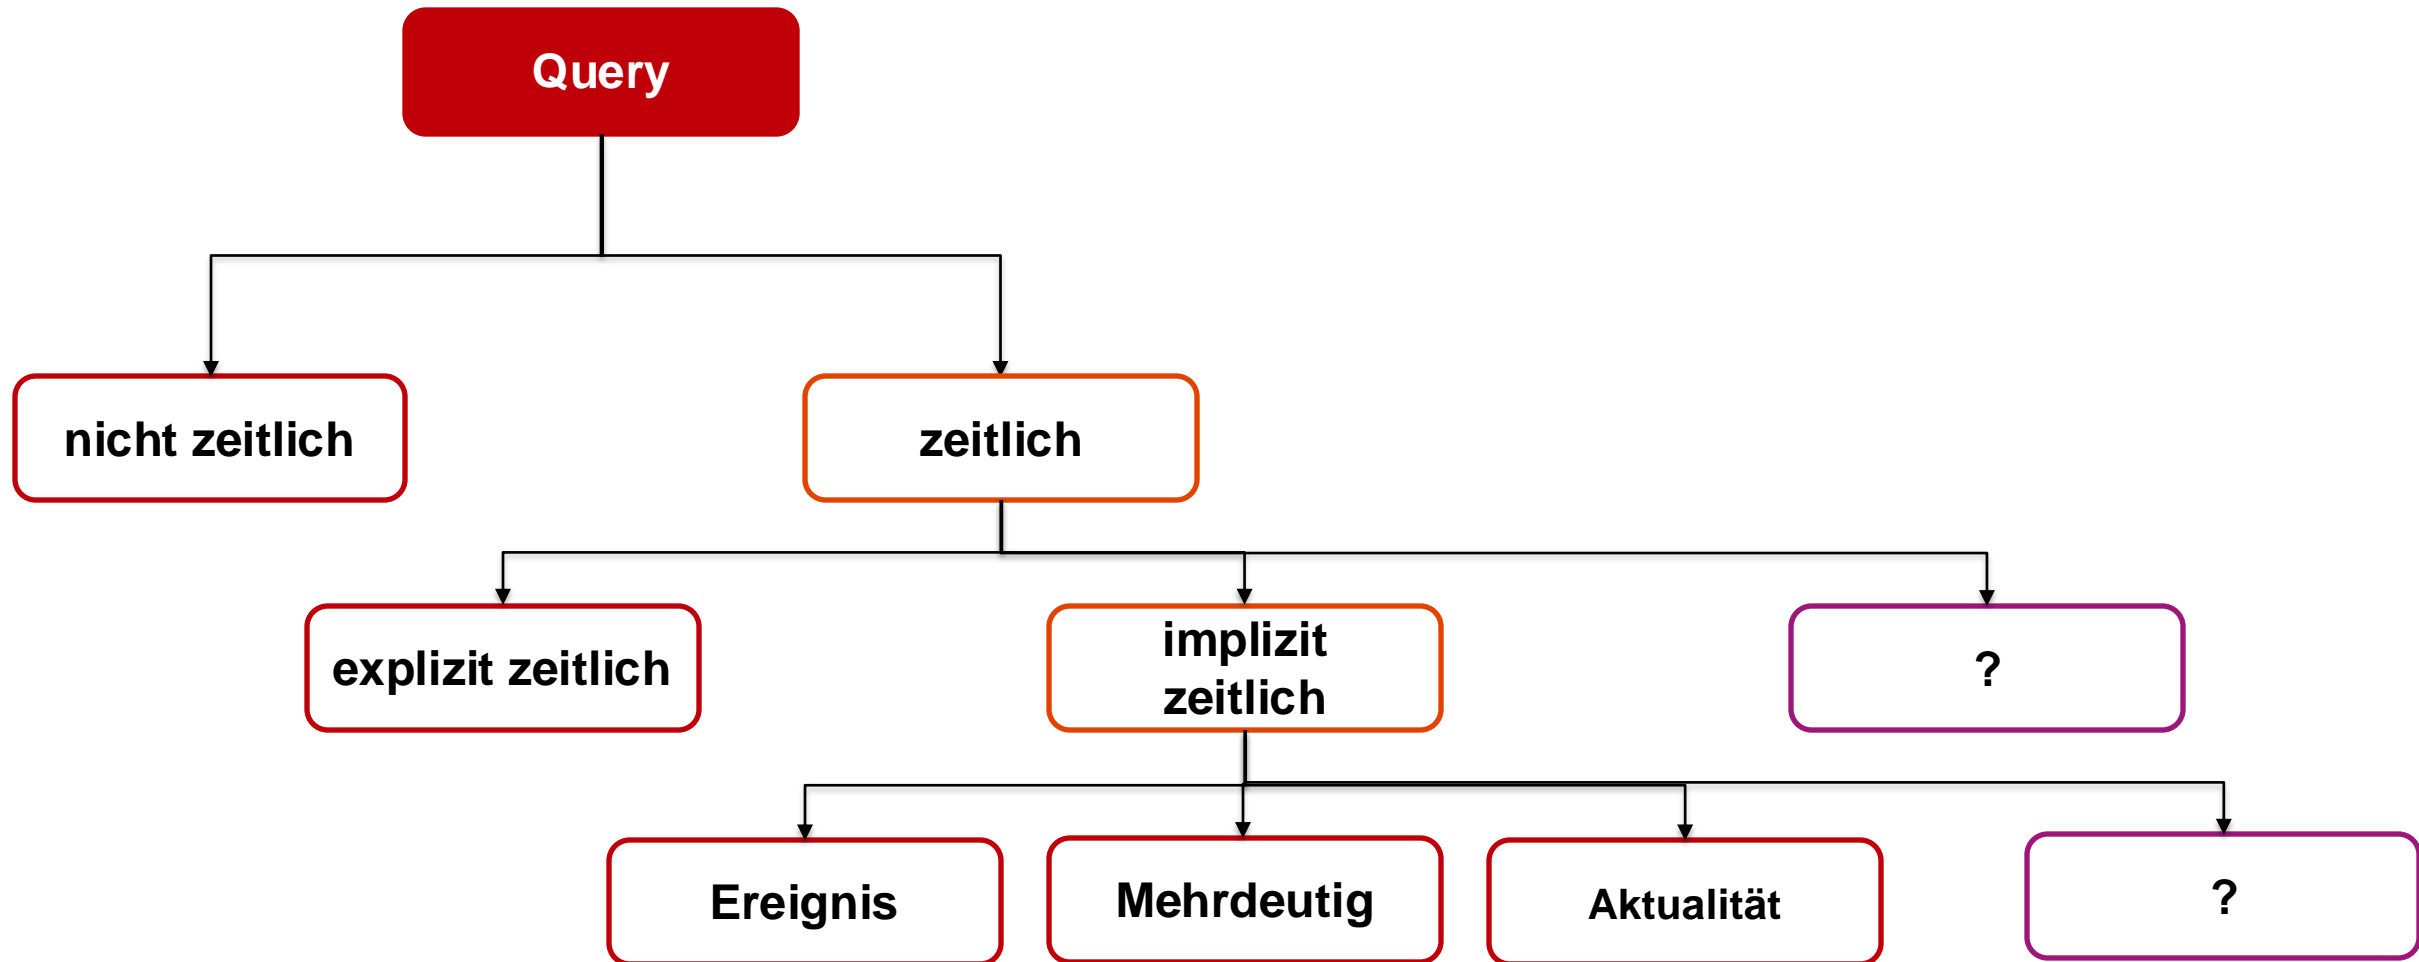 Query
nicht zeitlich
zeitlich
explizit zeitlich
implizit
zeitlich
?
Ereignis
Mehrdeutig
Aktualität
?